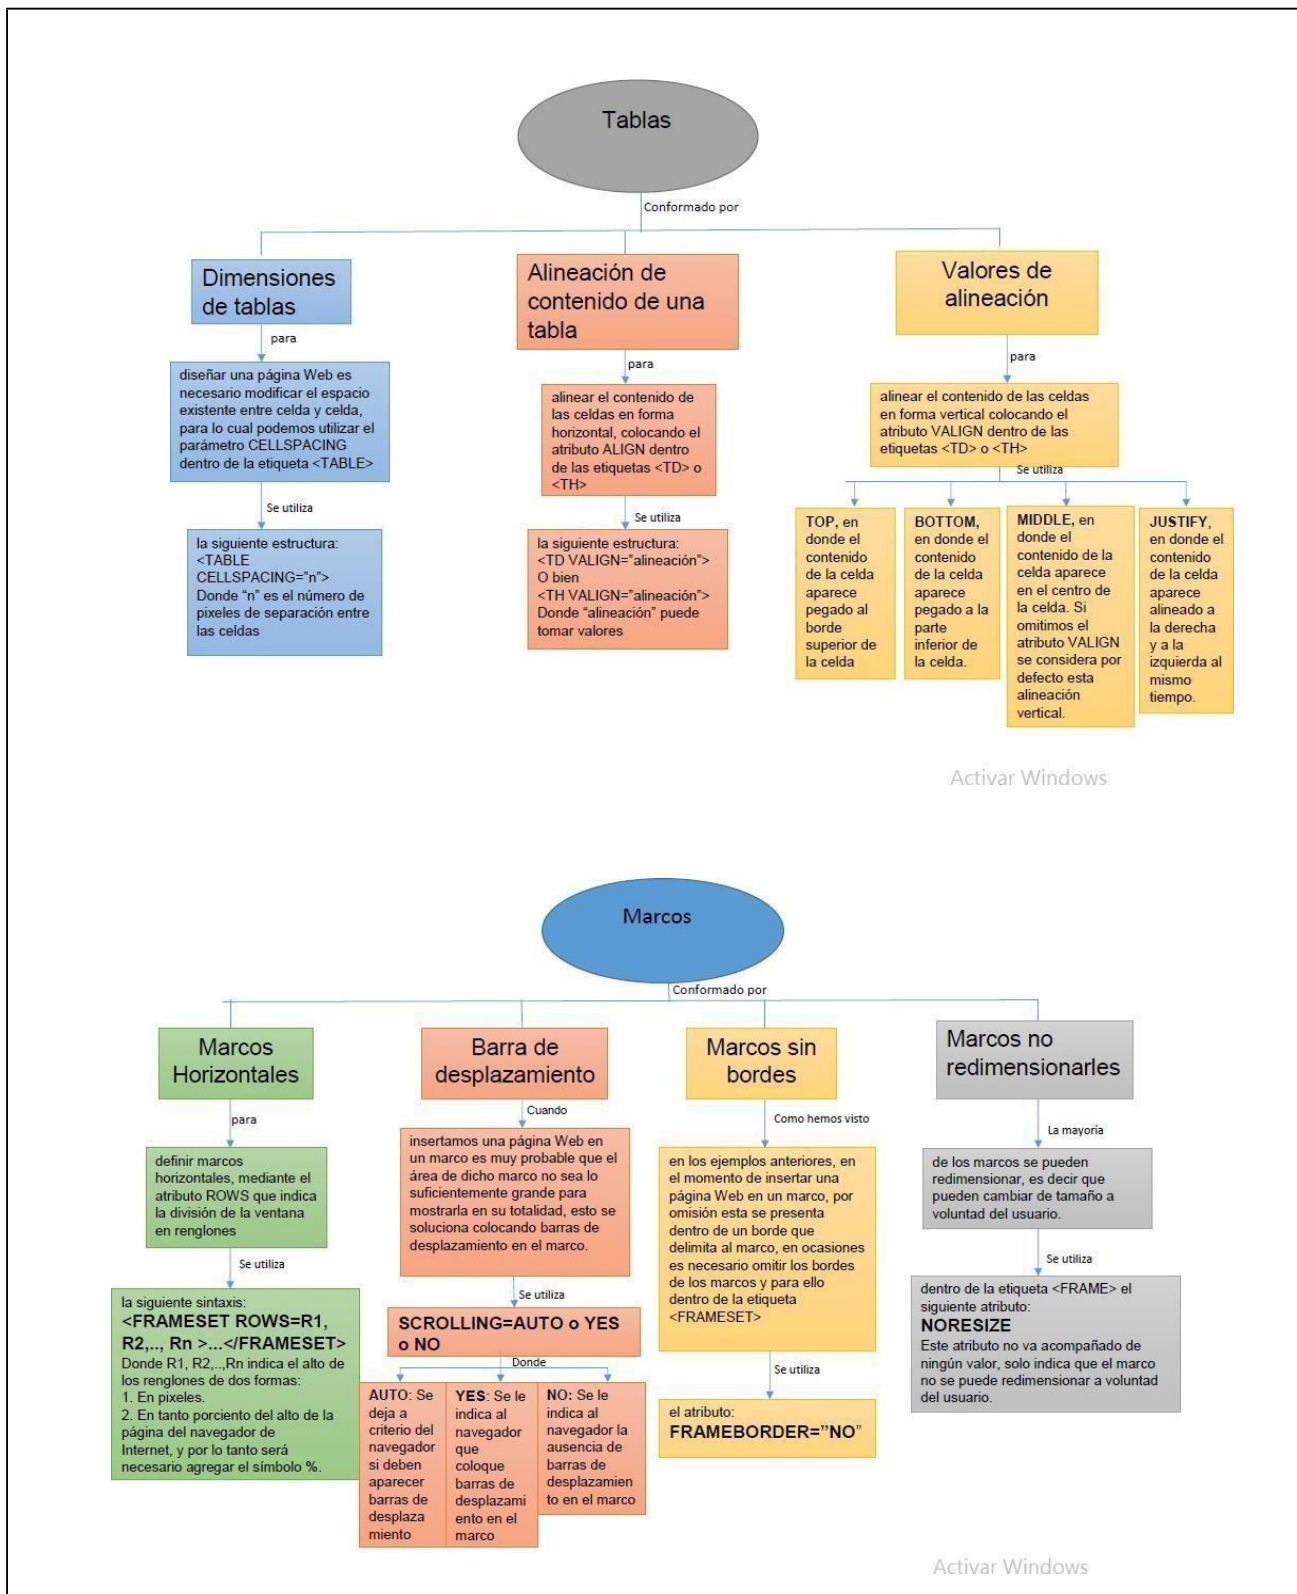 Tablas
Conformado por
Dimensiones
de tablas
para
diseñar una página Web es
necesario modificar el espacio
existente entre celda y celda,
para lo cual podemos utilizar el
parámetro CELLSPACING
dentro de la etiqueta <TABLE>
Se utiliza
la siguiente estructura:
<TABLE
CELLSPACING=”n”>
Donde “n” es el número de
pixeles de separación entre
las celdas
Alineación de
contenido de una
tabla
para
alinear el contenido de
las celdas en forma
horizontal, colocando el
atributo ALIGN dentro
de las etiquetas <TD> o
<TH>
Se utiliza
la siguiente estructura:
<TD VALIGN=”alineación”>
O bien
<TH VALIGN=”alineación”>
Donde “alineación” puede
tomar valores
Valores de
alineación
para
alinear el contenido de las celdas
en forma vertical colocando el
atributo VALIGN dentro de las
etiquetas <TD> o <TH>
Se utiliza
TOP, en
donde el
contenido
de la celda
aparece
pegado al
borde
superior de
la celda
BOTTOM,
en donde el
contenido
de la celda
aparece
pegado a la
parte
inferior de
la celda.
MIDDLE, en
donde el
contenido de la
celda aparece
en el centro de
la celda. Si
omitimos el
atributo VALIGN
se considera por
defecto esta
alineación
vertical.
JUSTIFY,
en donde el
contenido
de la celda
aparece
alineado a
la derecha
y a la
izquierda al
mismo
tiempo.
Activar Windows
Marcos
Conformado por
Marcos
Horizontales
para
definir marcos
horizontales, mediante el
atributo ROWS que indica
la división de la ventana
en renglones
Se utiliza
la siguiente sintaxis:
<FRAMESET ROWS=R1,
R2,.., Rn >...</FRAMESET>
Donde R1, R2,..,Rn indica el alto de
los renglones de dos formas:
1. En pixeles.
2. En tanto porciento del alto de la
página del navegador de
Internet, y por lo tanto será
necesario agregar el símbolo %.
Barra de
desplazamiento
Cuando
insertamos una página Web en
un marco es muy probable que el
área de dicho marco no sea lo
suficientemente grande para
mostrarla en su totalidad, esto se
soluciona colocando barras de
desplazamiento en el marco.
Se utiliza
SCROLLING=AUTO o YES
o NO
Donde
AUTO: Se
deja a
criterio del
navegador
si deben
aparecer
barras de
desplaza
miento
YES: Se le
indica al
navegador
que
coloque
barras de
desplazami
ento en el
marco
NO: Se le
indica al
navegador la
ausencia de
barras de
desplazamien
to en el marco
Marcos sin
bordes
Como hemos visto
en los ejemplos anteriores, en
el momento de insertar una
página Web en un marco, por
omisión esta se presenta
dentro de un borde que
delimita al marco, en ocasiones
es necesario omitir los bordes
de los marcos y para ello
dentro de la etiqueta
<FRAMESET>
Se utiliza
el atributo:
FRAMEBORDER=”NO”
Marcos no
redimensionarles
La mayoría
de los marcos se pueden
redimensionar, es decir que
pueden cambiar de tamaño a
voluntad del usuario.
Se utiliza
dentro de la etiqueta <FRAME> el
siguiente atributo:
NORESIZE
Este atributo no va acompañado de
ningún valor, solo indica que el marco
no se puede redimensionar a voluntad
del usuario.
Activar Windows